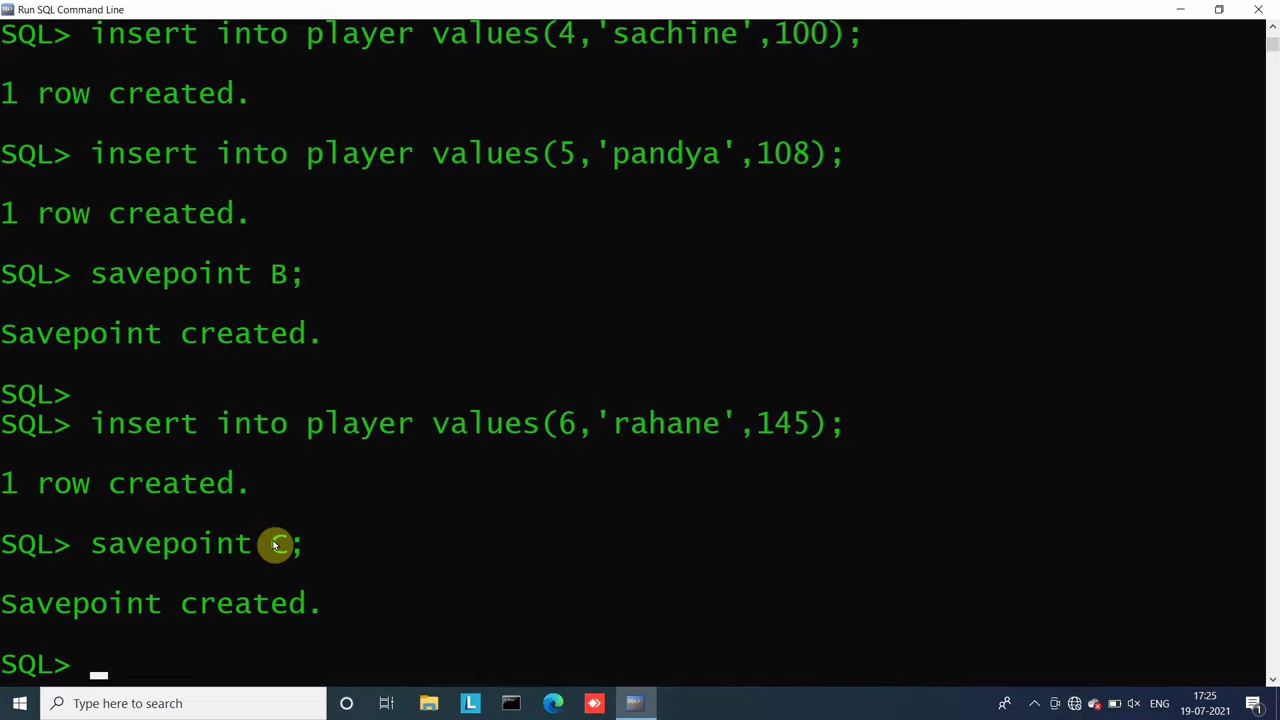 Run SQL Command Line
SQL> insert into player values(4,'sachine',100);
1 row created.
SQL> insert into player values(5,'pandya',108);
1 row created.
SQL> savepoint B;
Savepoint created.
SQL>
SQL> insert into player values(6,'rahane',145);
1 row created.
SQL> savepoint C;
Savepoint created.
SQL>
Type here to search
ENG
17:25
19-07-2021